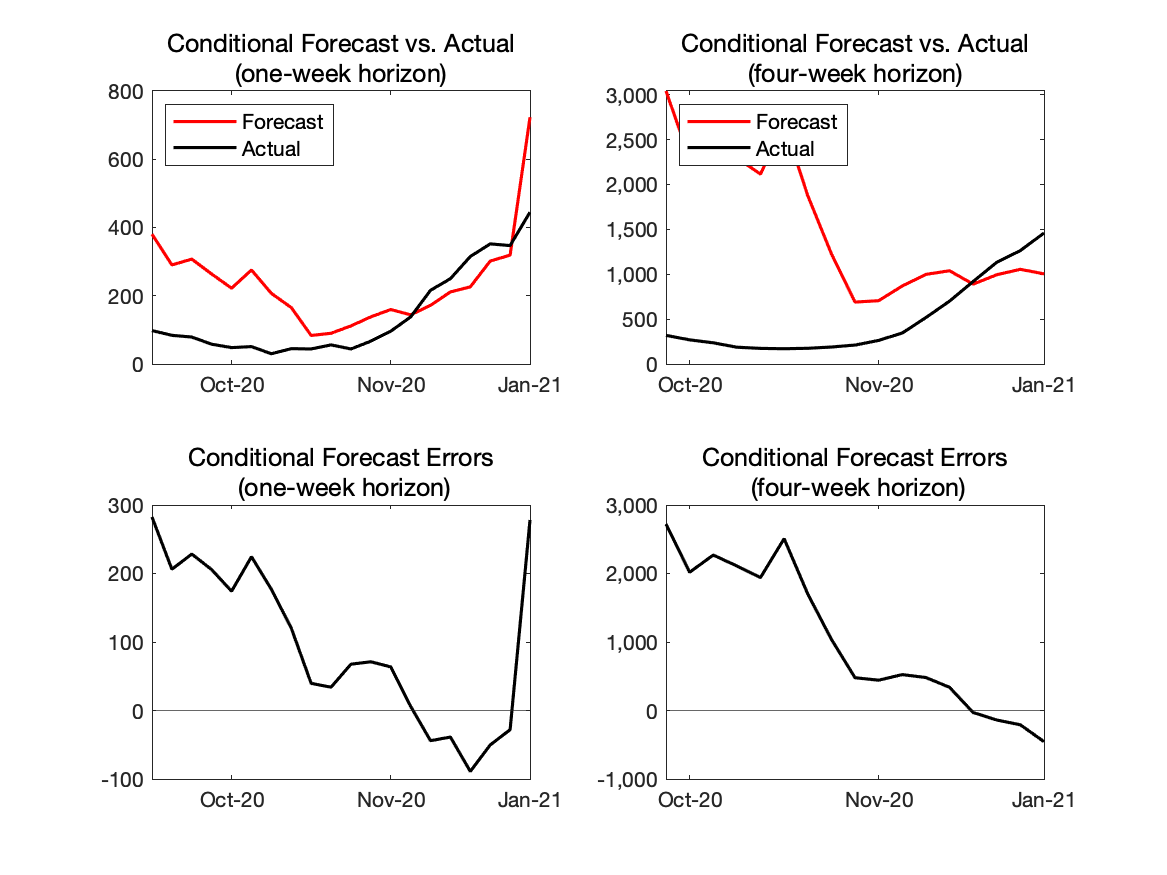 Conditional Forecast vs. Actual
(one-week horizon)
800
600
400
200
0
Forecast
Actual
Oct-20
Nov-20
Jan-21
Conditional Forecast vs. Actual
(four-week horizon)
3,000
2,500
2,000
1,500
1,000
500
0
Forecast
Actual
Oct-20
Nov-20
Jan-21
Conditional Forecast Errors
(one-week horizon)
300
200
100
0
-100
Oct-20
Nov-20
Jan-21
Conditional Forecast Errors
(four-week horizon)
3,000
2,000
1,000
0
-1,000
Oct-20
Nov-20
Jan-21